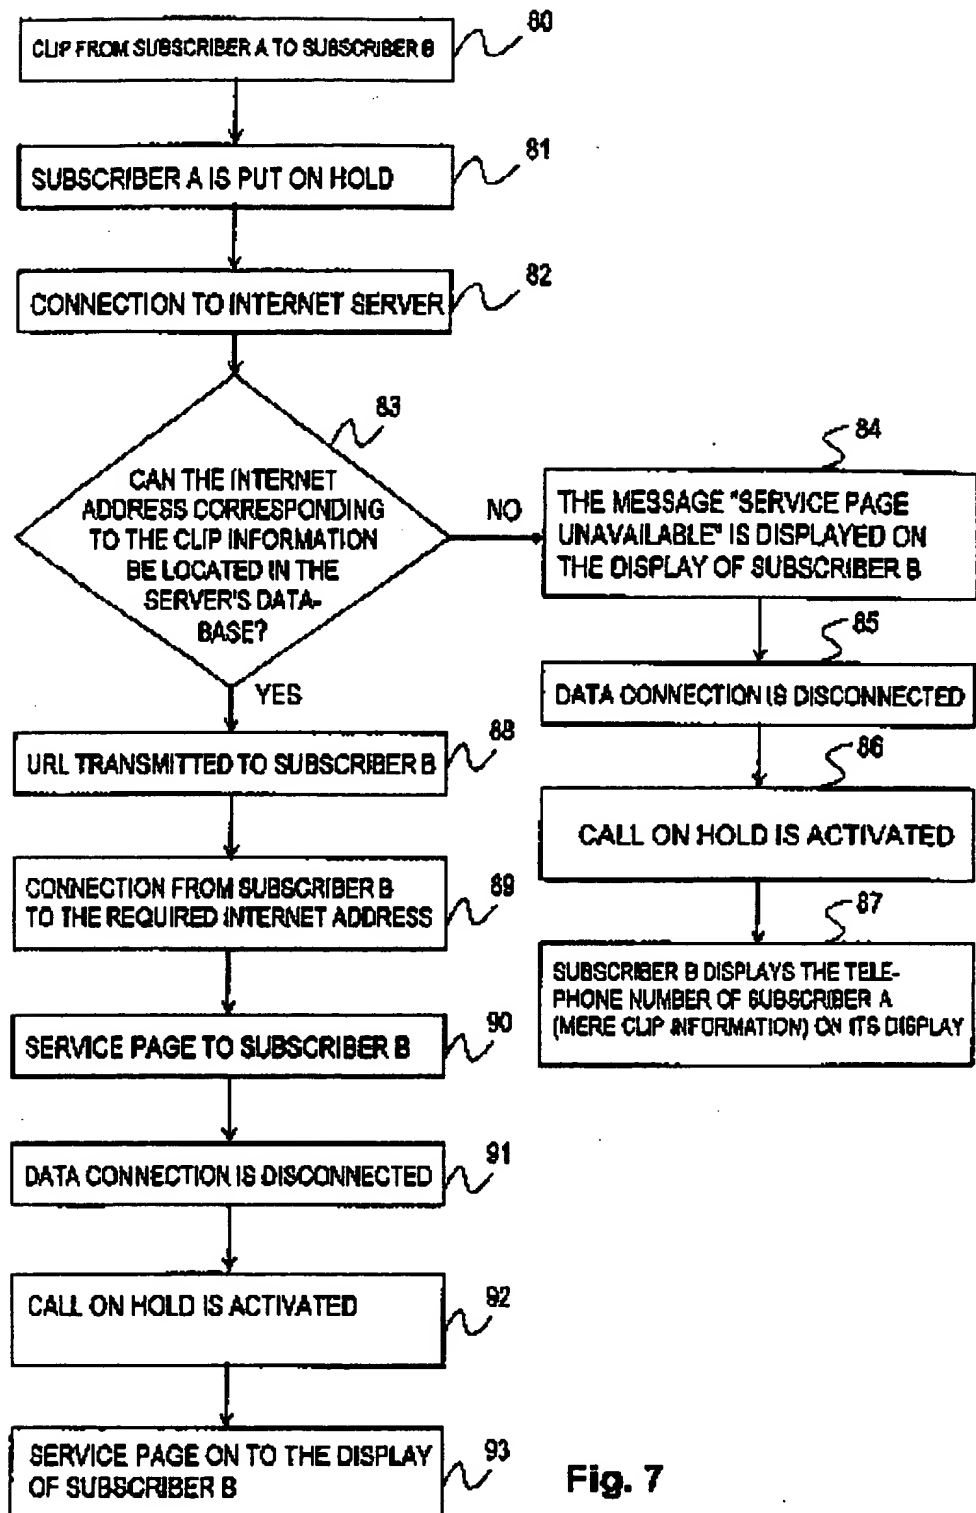 80
CLIP FROM SUBSCRIBER A TO SUBSCRIBER B
81
SUBSCRIBER A IS PUT ON HOLD
82
CONNECTION TO INTERNET SERVER
83
CAN THE INTERNET
ADDRESS CORRESPONDING
TO THE CLIP INFORMATION
BE LOCATED IN THE
SERVER'S DATA-
BASE?
NO
YES
84
THE MESSAGE "SERVICE PAGE
UNAVAILABLE" IS DISPLAYED ON
THE DISPLAY OF SUBSCRIBER B
85
DATA CONNECTION IS DISCONNECTED
86
CALL ON HOLD IS ACTIVATED
87
SUBSCRIBER B DISPLAYS THE TELE-
PHONE NUMBER OF SUBSCRIBER A
(MERE CLIP INFORMATION) ON ITS DISPLAY
88
URL TRANSMITTED TO SUBSCRIBER B
89
CONNECTION FROM SUBSCRIBER B
TO THE REQUIRED INTERNET ADDRESS
90
SERVICE PAGE TO SUBSCRIBER B
91
DATA CONNECTION IS DISCONNECTED
92
CALL ON HOLD IS ACTIVATED
93
SERVICE PAGE ON TO THE DISPLAY
OF SUBSCRIBER B
Fig. 7